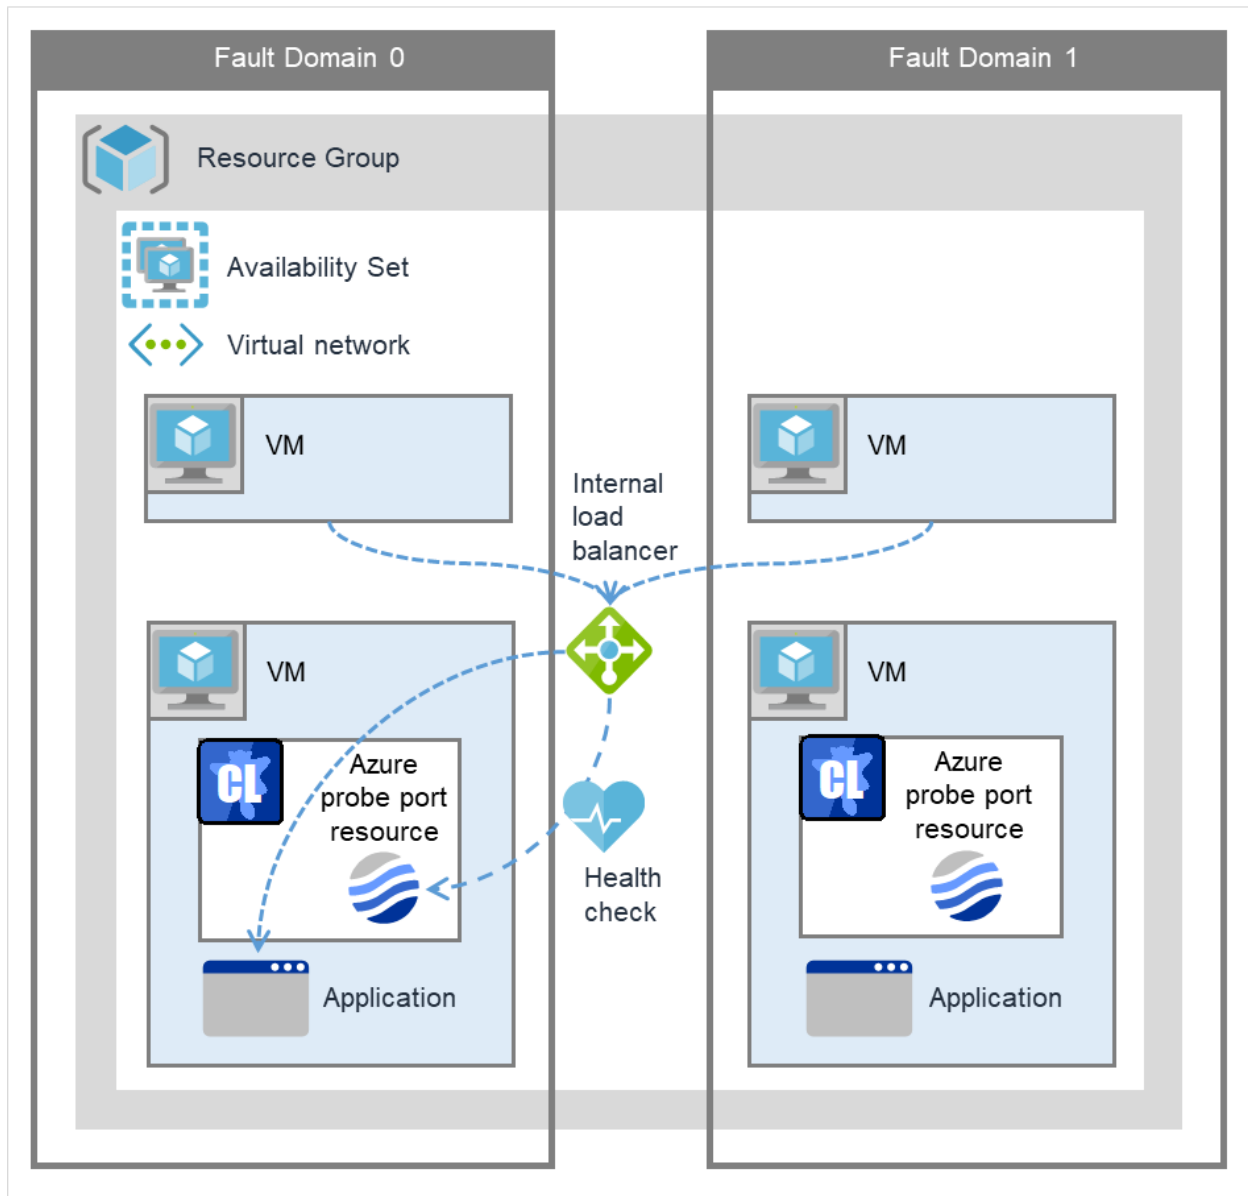 Fault Domain 0
Fault Domain 1
Resource Group
Availability Set
Virtual network
VM
VM
Internal
load
balancer
VM
VM
CL
Azure
probe port
resource
CL
Azure
probe port
resource
Health
check
Application
Application